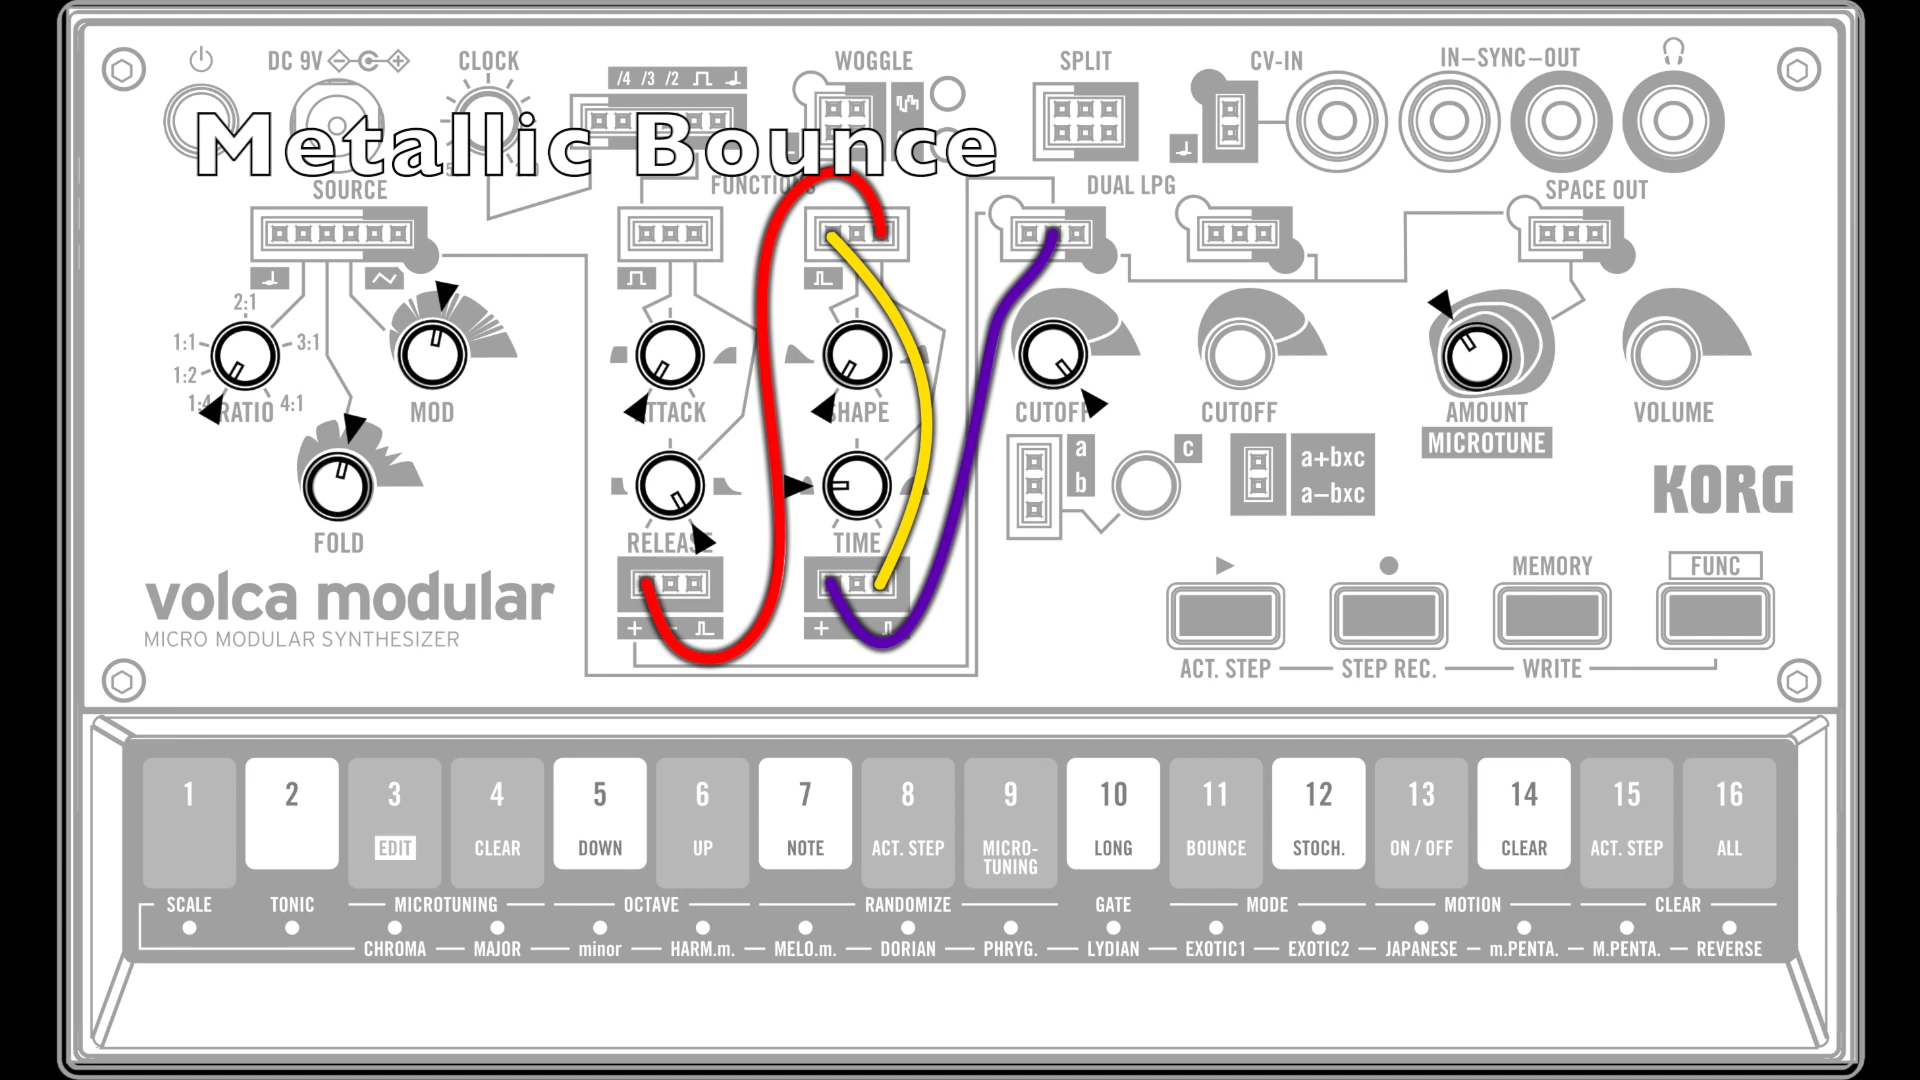 DC 9V
CLOCK
/4 /3 /2
WOGGLE
SPLIT
CV-IN
IN–SYNC–OUT
Metallic Bounce
SOURCE
FUNCTIONS
DUAL LPG
SPACE OUT
2:1
1:1
3:1
1:2
1:4
4:1
RATIO
MOD
ATTACK
SHAPE
CUTOFF
CUTOFF
AMOUNT
VOLUME
MICROTUNE
a
b
c
a+bxc
a–bxc
KORG
FOLD
RELEASE
TIME
MEMORY
FUNC
volca modular
MICRO MODULAR SYNTHESIZER
+ –
+
ACT. STEP
STEP REC.
WRITE
1 2 3 4 5 6 7 8 9 10 11 12 13 14 15 16
EDIT CLEAR DOWN UP NOTE ACT. STEP MICRO-
TUNING LONG BOUNCE STOCH. ON / OFF CLEAR ACT. STEP ALL
SCALE TONIC MICROTUNING OCTAVE RANDOMIZE GATE MODE MOTION CLEAR
CHROMA MAJOR minor HARM.m. MELO.m. DORIAN PHRYG. LYDIAN EXOTIC1 EXOTIC2 JAPANESE m.PENTA. M.PENTA. REVERSE